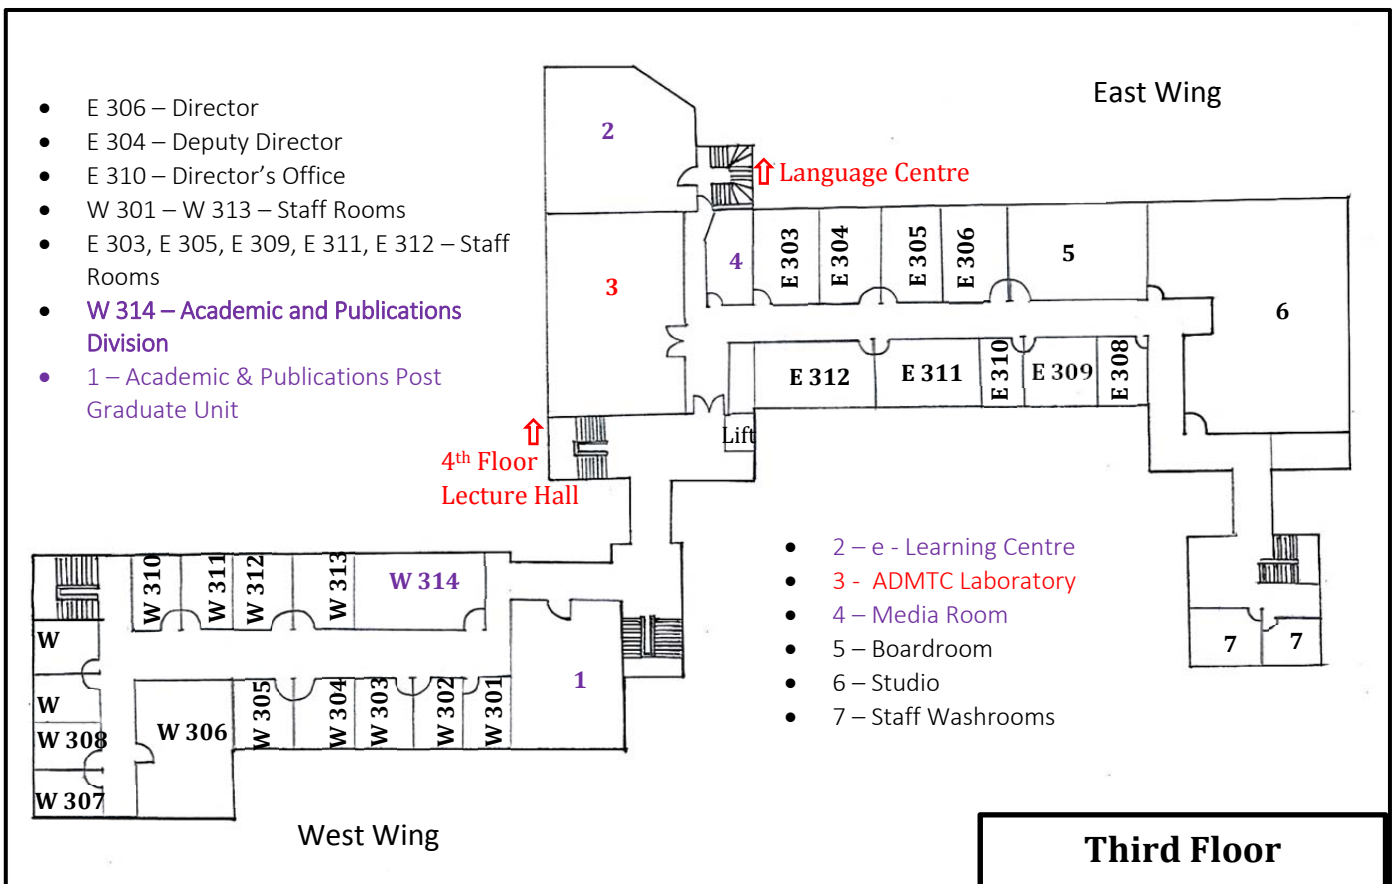 East Wing
• E 306 – Director
• E 304 – Deputy Director
• E 310 – Director’s Office
• W 301 – W 313 – Staff Rooms
• E 303, E 305, E 309, E 311, E 312 – Staff
Rooms
• W 314 – Academic and Publications
Division
• 1 – Academic & Publications Post
Graduate Unit
2
Language Centre
3
4
E 303
E 304
E 305
E 306
5
6
E 312
E 311
E 310
E 309
E 308
Lift
4th Floor
Lecture Hall
• 2 – e - Learning Centre
• 3 - ADMTC Laboratory
• 4 – Media Room
• 5 – Boardroom
• 6 – Studio
• 7 – Staff Washrooms
7
7
W 310
W 311
W 312
W 313
W 314
W
W
W 308
W 307
W 306
W 305
W 304
W 303
W 302
W 301
1
West Wing
Third Floor